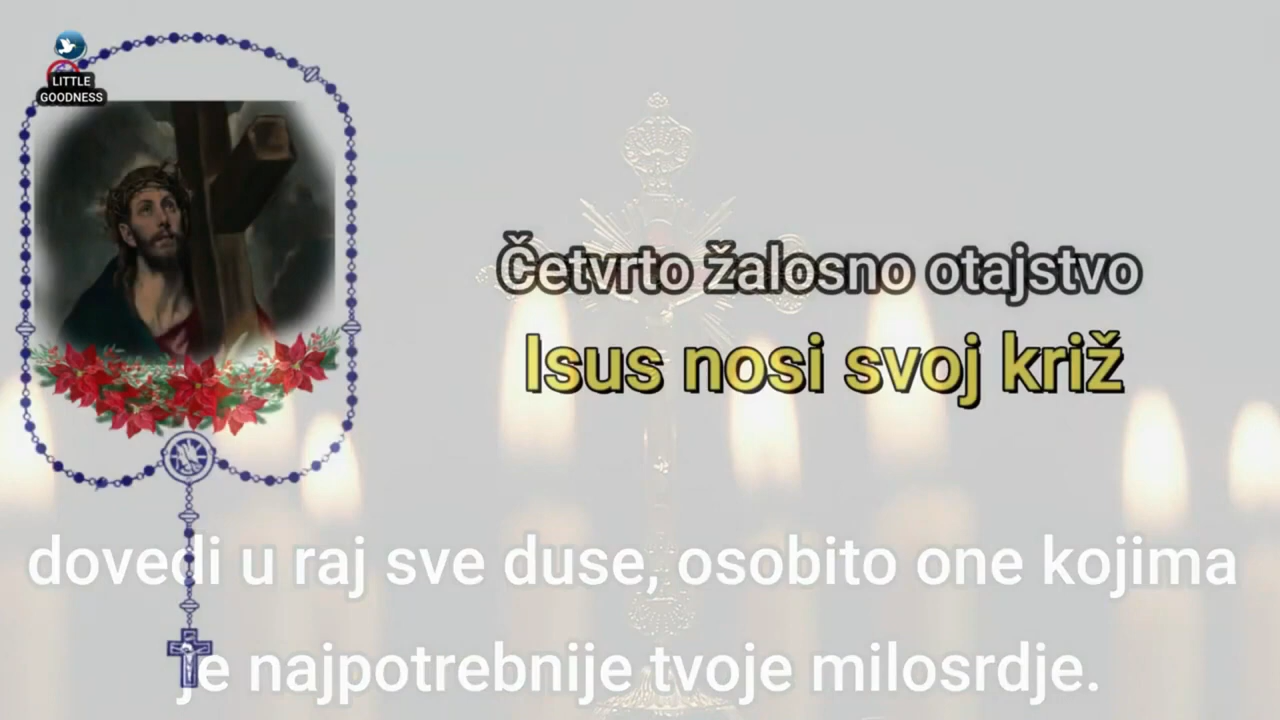 LITTLE
GOODNESS
Četvrto žalosno otajstvo
Isus nosi svoj križ
dovedi u raj sve duse, osobito one kojima
je najpotrebnije tvoje milosrdje.